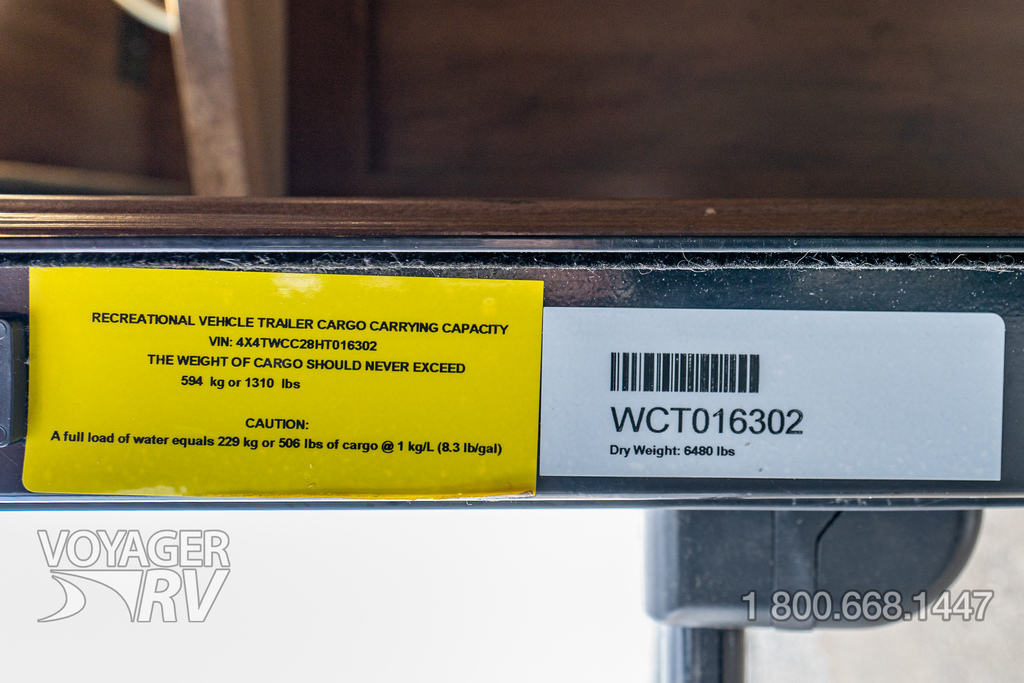 RECREATIONAL VEHICLE TRAILER CARGO CARRYING CAPACITY
VIN: 4X4TWCC28HT016302
THE WEIGHT OF CARGO SHOULD NEVER EXCEED
594 kg or 1310 lbs
CAUTION:
A full load of water equals 229 kg or 506 lbs of cargo @ 1 kg/L (8.3 lb/gal)
WCT016302
Dry Weight: 6480 lbs
VOYAGER
RV
1 800.668.1447